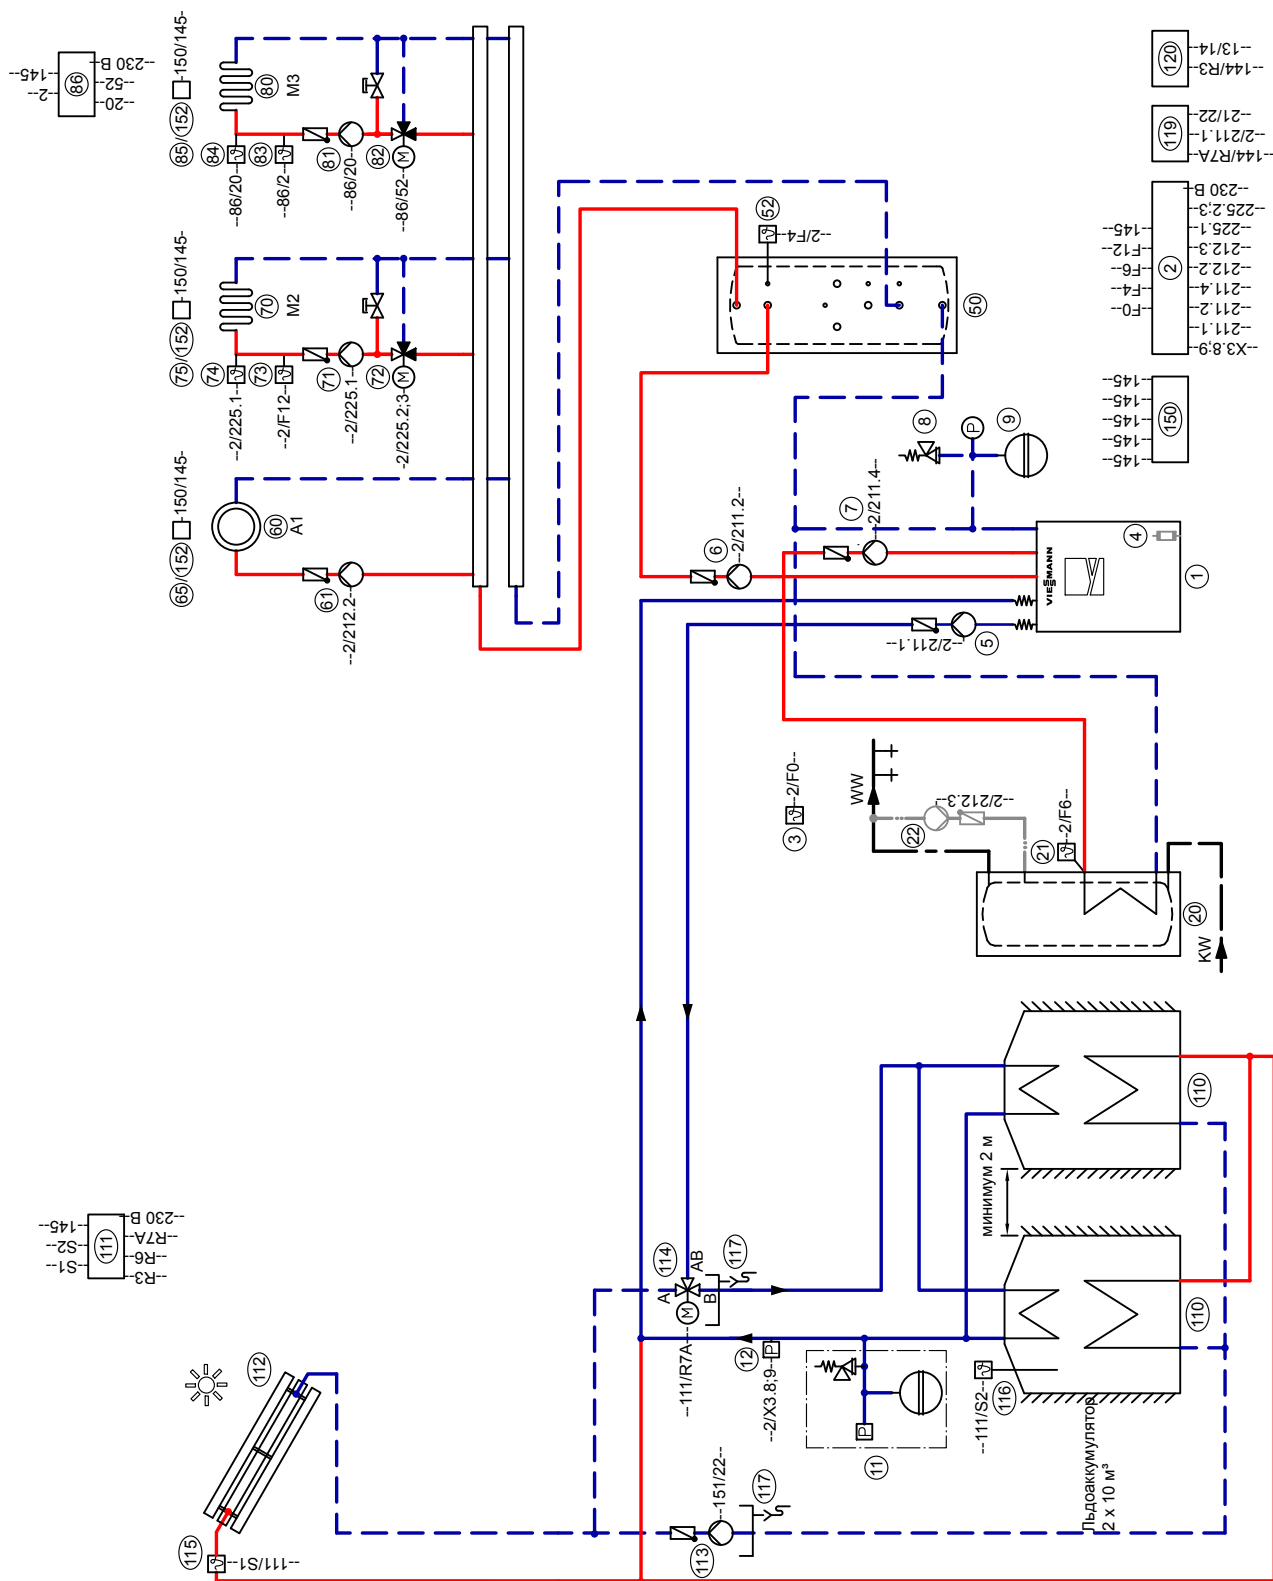 --145--
--2--
86
--230 B
--52--
--20--
85/152
--150/145--
84
--86/20--
83
--86/2--
80
M3
81
--86/20--
82
M
--86/52--
75/152
--150/145--
74
--2/225.1--
73
--2/F12--
70
M2
71
--2/225.1--
72
M
-2/225.2;3--
65/152
--150/145--
60
A1
61
--2/212.2--
120
--13/14--
--144/R3--
119
--21/22--
--2/211.1--
--144/R7A--
2
--230 B
--225.2;3--
--225.1--
--212.3--
--212.2--
--211.4--
--211.2--
--211.1--
--X3.8;9--
--145--
--F12--
--F6--
--F4--
--F0--
150
--145--
--145--
--145--
--145--
--145--
52
--2/F4--
50
8
P
9
6
--2/211.2--
7
--2/211.4--
4
VIESMANN
1
5
--2/211.1--
3
--2/F0--
WW
22
--2/212.3--
21
--2/F6--
20
KW
110
минимум 2 м
110
111
--230 B
--R7A--
--R6--
--R3--
--145--
--S2--
--S1--
114
A
AB
B
M
--111/R7A--
117
12
--2/X3.8;9--
P
P
11
--111/S2--
116
Льдоаккумулятор
2 x 10 м³
112
115
--111/S1--
113
--151/22--
117